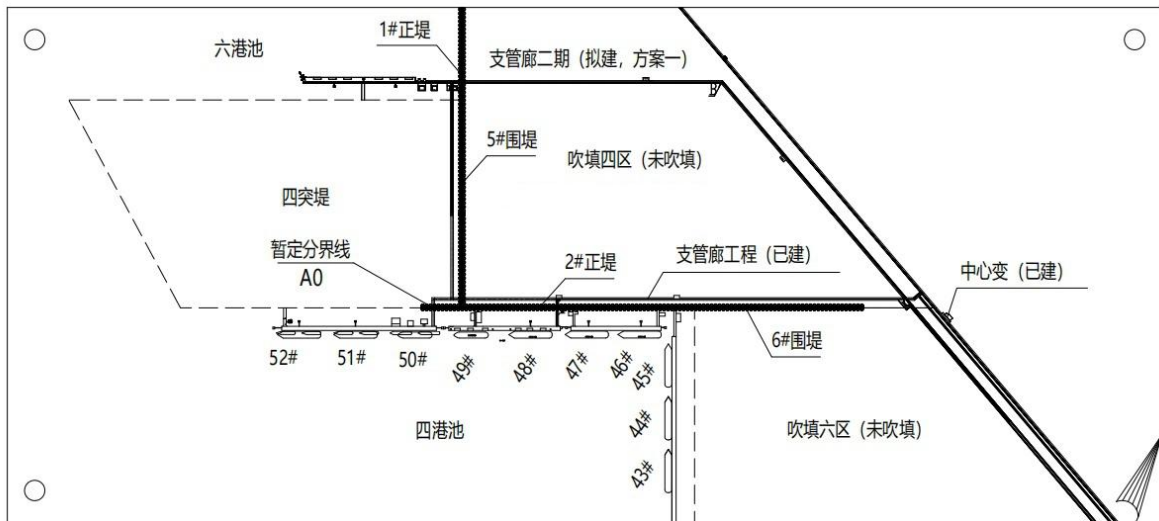 1#正堤
六港池
支管廊二期（拟建，方案一）
5#围堤
吹填四区（未吹填）
四突堤
暂定分界线
A0
2#正堤
支管廊工程（已建）
中心变（已建）
6#围堤
52#
51#
50#
49#
48#
47#
46#
45#
44#
43#
四港池
吹填六区（未吹填）